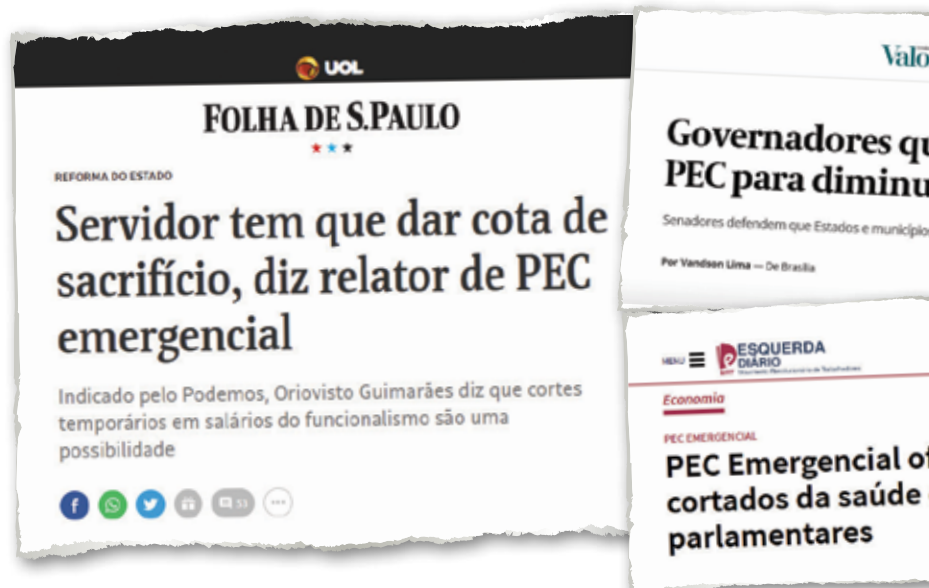 UOL
FOLHA DE S.PAULO
REFORMA DO ESTADO
Servidor tem que dar cota de
sacrifício, diz relator de PEC
emergencial
Indicado pelo Podemos, Oriovisto Guimarães diz que cortes
temporários em salários do funcionalismo são uma
possibilidade
53
Valo
Governadores qu
PEC para diminu
Senadores defendem que Estados e município
Por Vandson Lima — De Brasília
MENU
ESQUERDA
DIÁRIO
Economia
PEC EMERGENCIAL
PEC Emergencial of
cortados da saúde
parlamentares